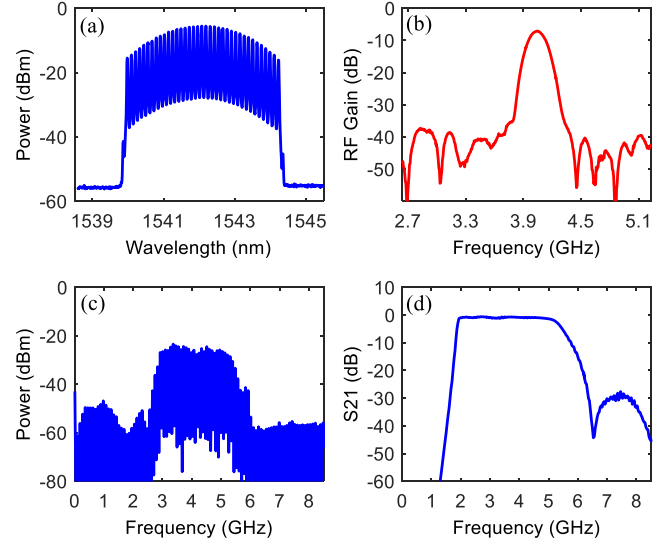 (a)
0
-20
-40
-60
Power (dBm)
1539
1541
1543
1545
Wavelength (nm)
(b)
0
-10
-20
-30
-40
-50
RF Gain (dB)
2.7
3.3
3.9
4.5
5.1
Frequency (GHz)
(c)
0
-20
-40
-60
-80
Power (dBm)
0 1 2 3 4 5 6 7 8
Frequency (GHz)
(d)
10
0
-10
-20
-30
-40
-50
-60
S21 (dB)
0 1 2 3 4 5 6 7 8
Frequency (GHz)